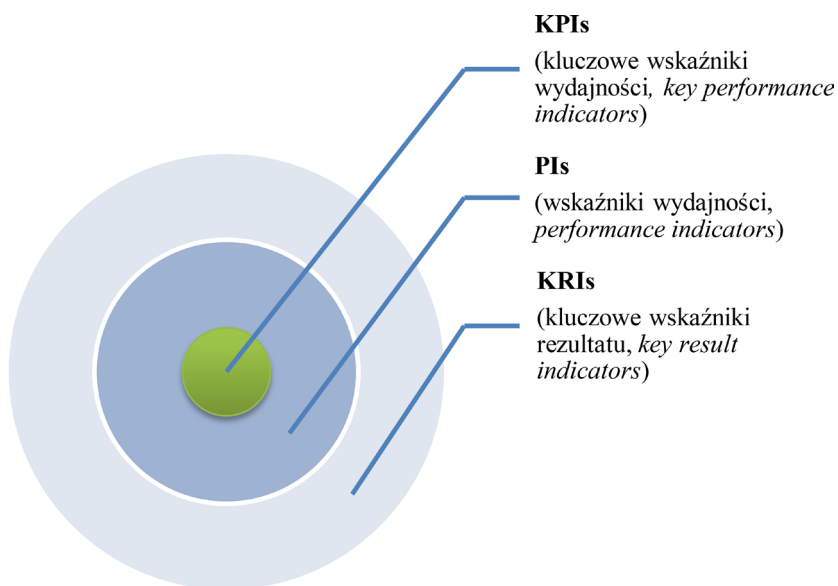 KPIs
(kluczowe wskaźniki
wydajności, key performance
indicators)
PIs
(wskaźniki wydajności,
performance indicators)
KRIs
(kluczowe wskaźniki
rezultatu, key result
indicators)